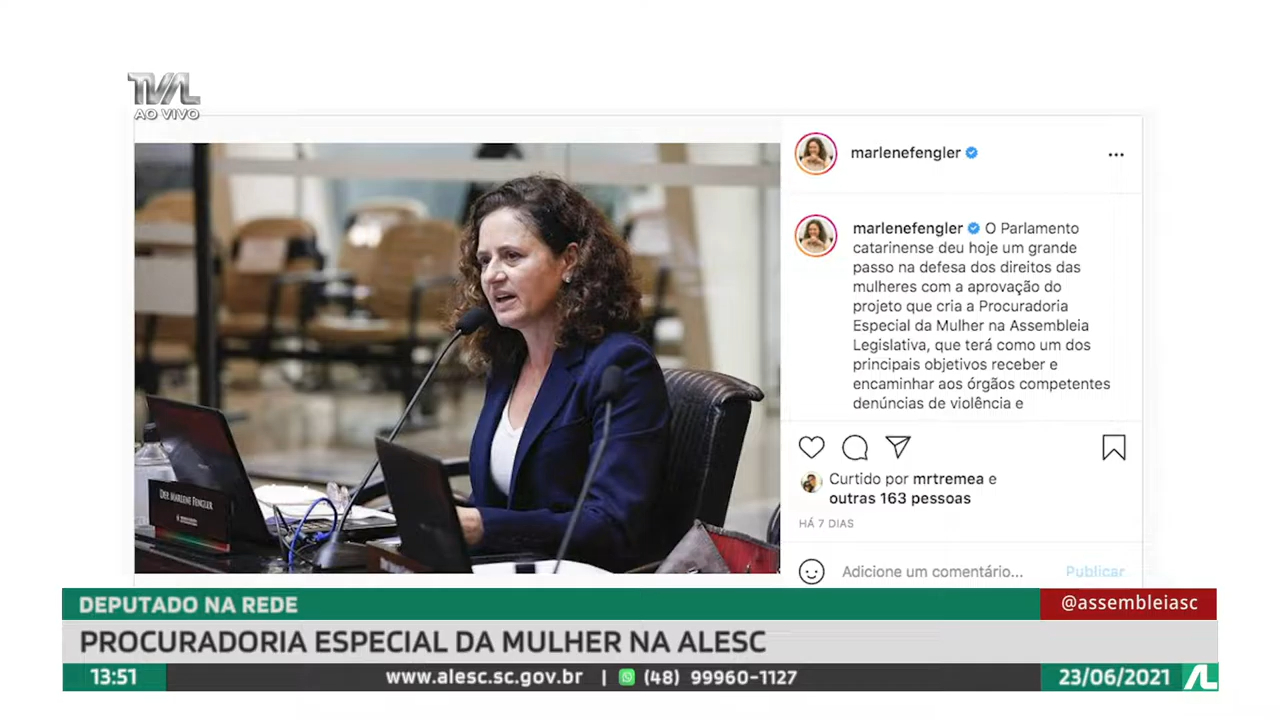 TVAL
AO VIVO
marlenefengler
marlenefengler O Parlamento
catarinense deu hoje um grande
passo na defesa dos direitos das
mulheres com a aprovação do
projeto que cria a Procuradoria
Especial da Mulher na Assembleia
Legislativa, que terá como um dos
principais objetivos receber e
encaminhar aos órgãos competentes
denúncias de violência e
DEP. MARLENE FENGLER
Curtido por mrtremea e
outras 163 pessoas
HÁ 7 DIAS
Adicione um comentário... Publicar
DEPUTADO NA REDE
@assembleiasc
PROCURADORIA ESPECIAL DA MULHER NA ALESC
13:51 www.alesc.sc.gov.br | (48) 99960-1127 23/06/2021 AL